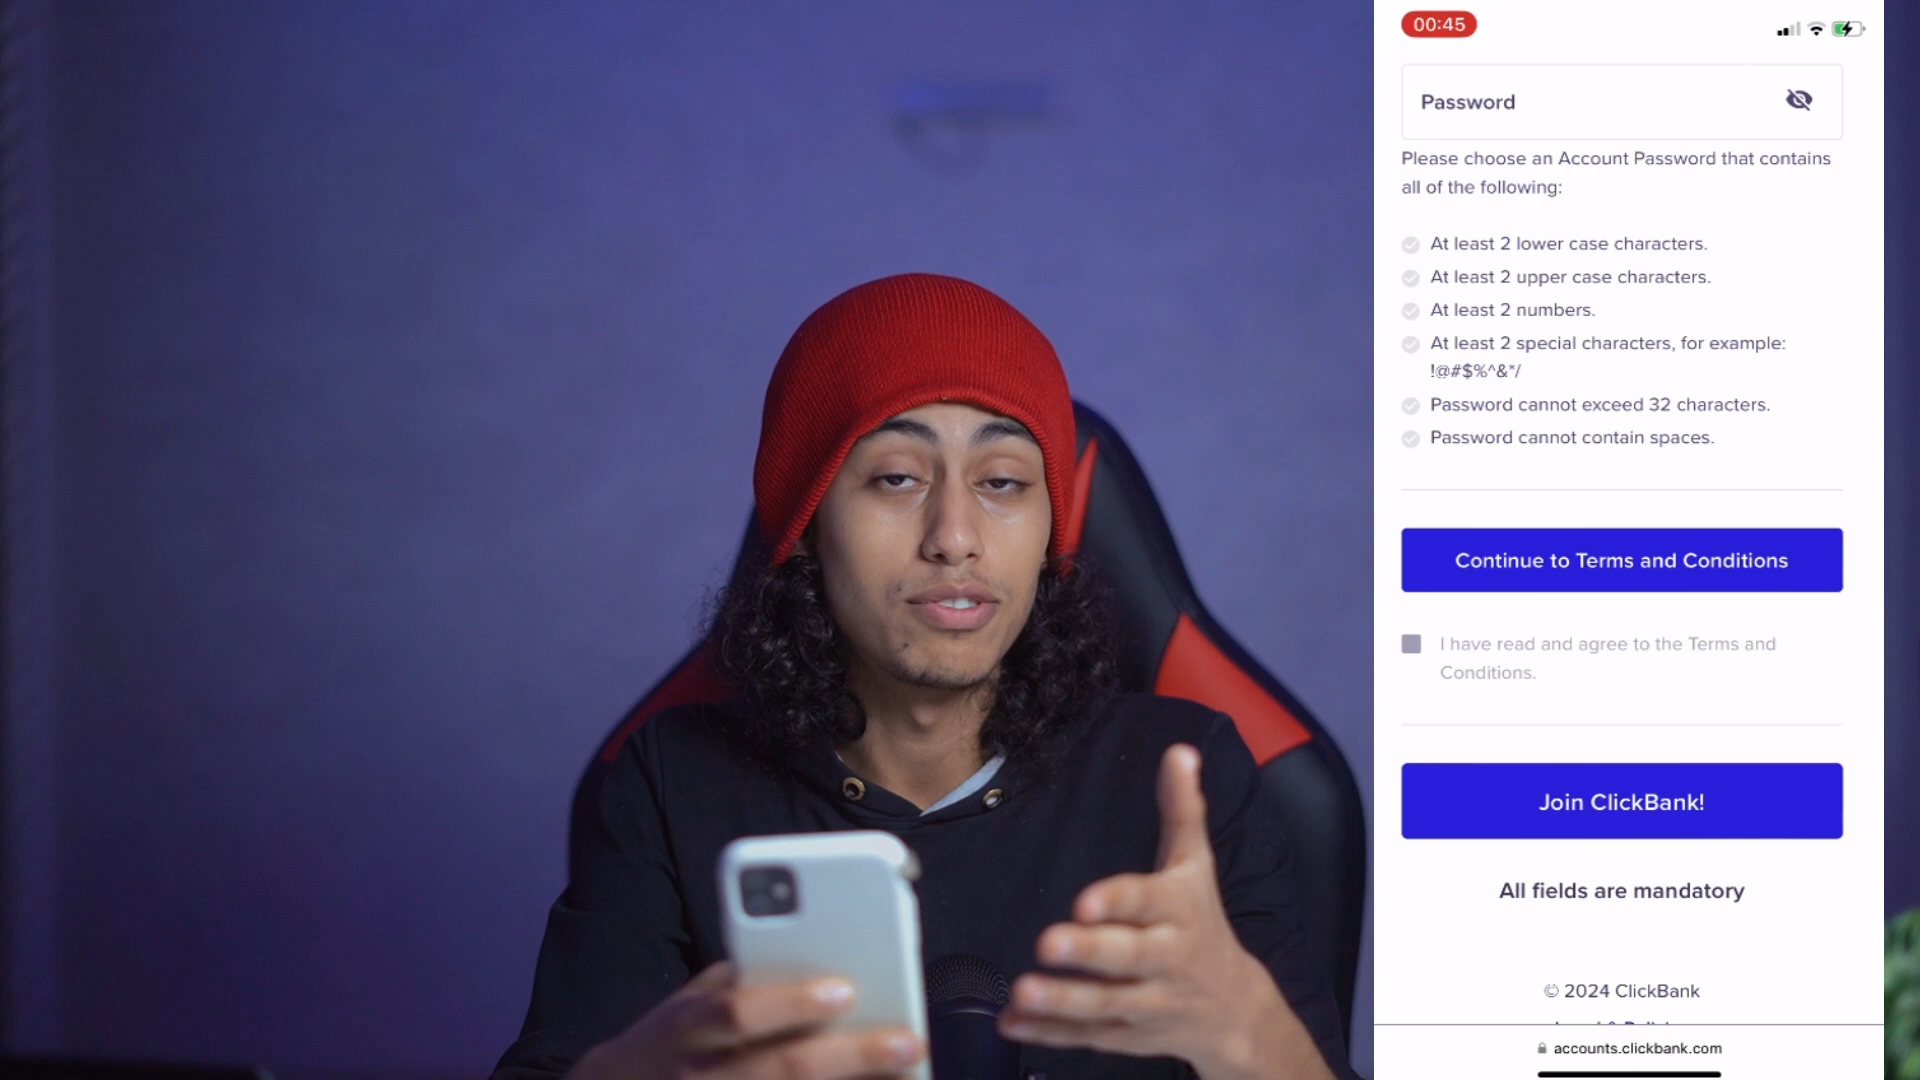 00:45
Password
Please choose an Account Password that contains
all of the following:
At least 2 lower case characters.
At least 2 upper case characters.
At least 2 numbers.
At least 2 special characters, for example:
!@#$%^&*/
Password cannot exceed 32 characters.
Password cannot contain spaces.
Continue to Terms and Conditions
I have read and agree to the Terms and
Conditions.
Join ClickBank!
All fields are mandatory
© 2024 ClickBank
accounts.clickbank.com